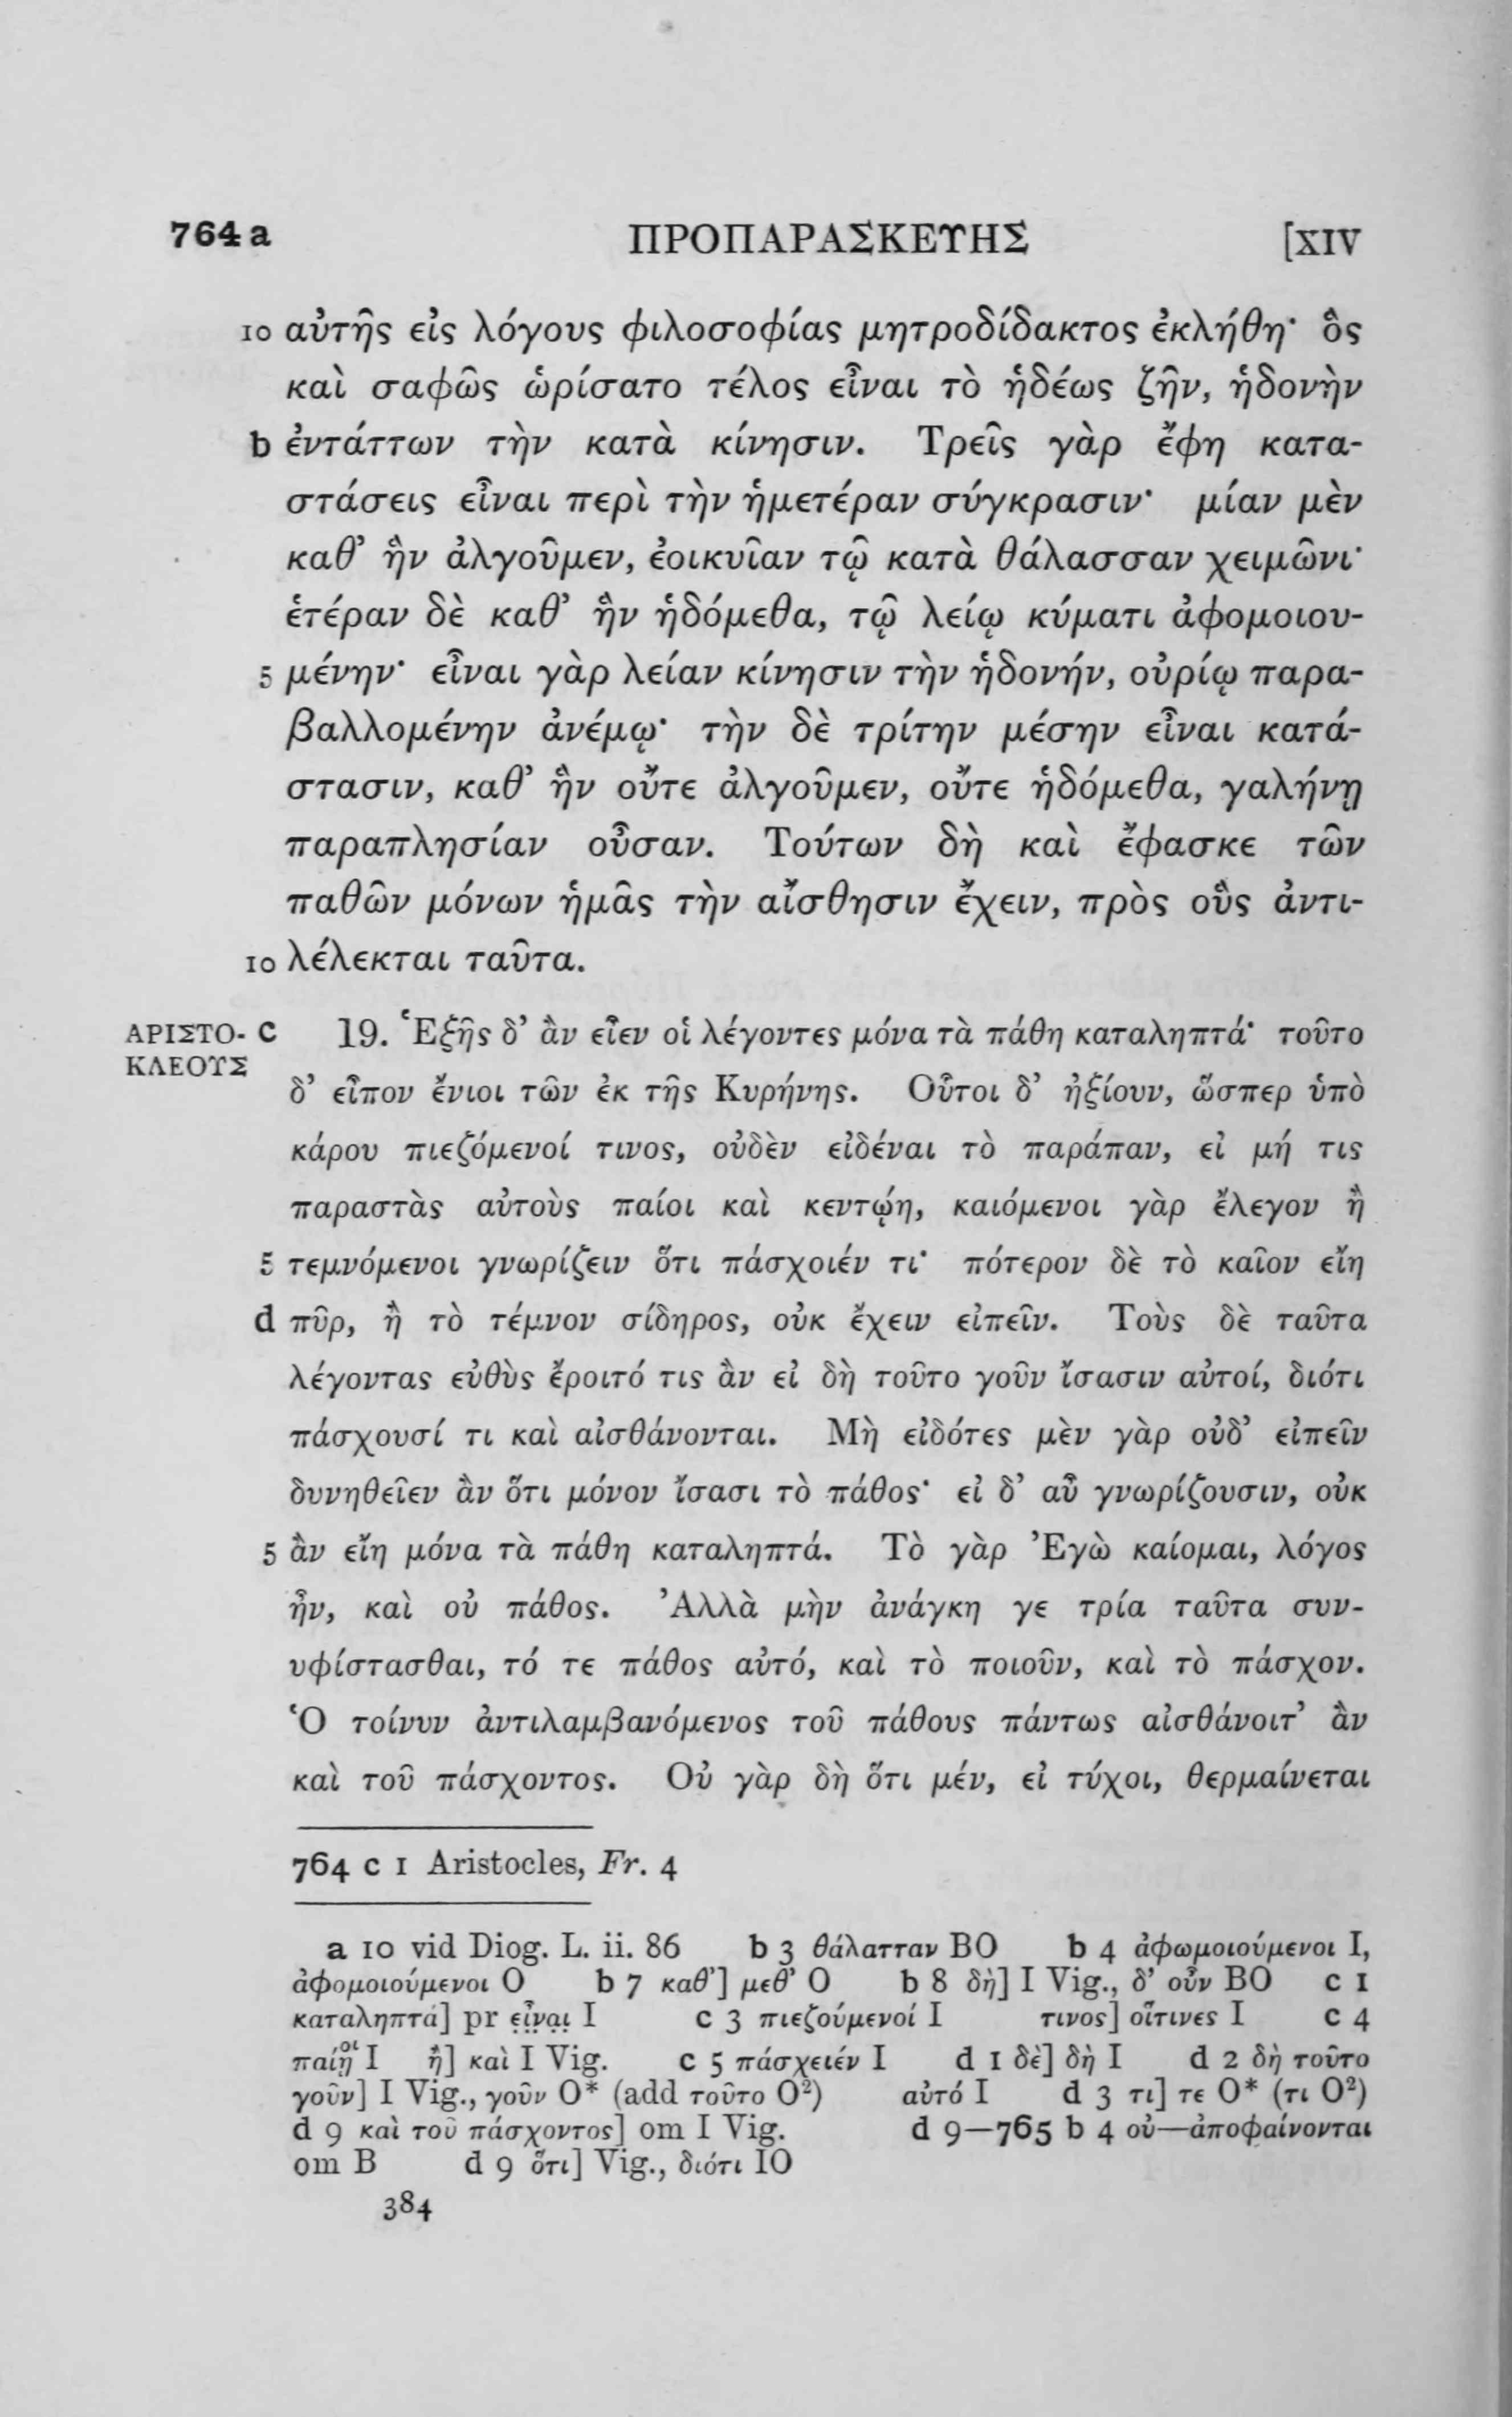 764 a ΠΡΟΠΑΡΑΣΚΕΥΗΣ [XIV
10 αὐτῆς εἰς λόγους φιλοσοφίας μητροδίδακτος ἐκλήθη· ὃς
καὶ σαφῶς ὡρίσατο τέλος εἶναι τὸ ἡδέως ζῆν, ἡδονὴν
b ἐντάττων τὴν κατὰ κίνησιν. Τρεῖς γὰρ ἔφη κατα-
στάσεις εἶναι περὶ τὴν ἡμετέραν σύγκρασιν· μίαν μὲν
καθ’ ἣν ἀλγοῦμεν, ἐοικυῖαν τῷ κατὰ θάλασσαν χειμῶνι·
ἑτέραν δὲ καθ’ ἣν ἡδόμεθα, τῷ λείῳ κύματι ἀφομοιου-
5 μένην· εἶναι γὰρ λείαν κίνησιν τὴν ἡδονήν, οὐρίῳ παρα-
βαλλομένην ἀνέμῳ· τὴν δὲ τρίτην μέσην εἶναι κατά-
στασιν, καθ’ ἣν οὔτε ἀλγοῦμεν, οὔτε ἡδόμεθα, γαλήνῃ
παραπλησίαν οὖσαν. Τούτων δὴ καὶ ἔφασκε τῶν
παθῶν μόνων ἡμᾶς τὴν αἴσθησιν ἔχειν, πρὸς οὓς ἀντι-
10 λέλεκται ταῦτα.
ΑΡΙΣΤΟ- c 19. Ἑξῆς δ’ ἂν εἶεν οἱ λέγοντες μόνα τὰ πάθη καταληπτά· τοῦτο
ΚΛΕΟΥΣ
δ’ εἶπον ἔνιοι τῶν ἐκ τῆς Κυρήνης. Οὗτοι δ’ ἠξίουν, ὥσπερ ὑπὸ
κάρου πιεζόμενοί τινος, οὐδὲν εἰδέναι τὸ παράπαν, εἰ μή τις
παραστὰς αὐτοὺς παίοι καὶ κεντῴη, καιόμενοι γὰρ ἔλεγον ἢ
5 τεμνόμενοι γνωρίζειν ὅτι πάσχοιέν τι· πότερον δὲ τὸ καῖον εἴη
d πῦρ, ἢ τὸ τέμνον σίδηρος, οὐκ ἔχειν εἰπεῖν. Τοὺς δὲ ταῦτα
λέγοντας εὐθὺς ἔροιτό τις ἂν εἰ δὴ τοῦτο γοῦν ἴσασιν αὐτοί, διότι
πάσχουσί τι καὶ αἰσθάνονται. Μὴ εἰδότες μὲν γὰρ οὐδ’ εἰπεῖν
δυνηθεῖεν ἂν ὅτι μόνον ἴσασι τὸ πάθος· εἰ δ’ αὖ γνωρίζουσιν, οὐκ
5 ἂν εἴη μόνα τὰ πάθη καταληπτά. Τὸ γὰρ Ἐγὼ καίομαι, λόγος
ἦν, καὶ οὐ πάθος. Ἀλλὰ μὴν ἀνάγκη γε τρία ταῦτα συν-
υφίστασθαι, τό τε πάθος αὐτό, καὶ τὸ ποιοῦν, καὶ τὸ πάσχον.
Ὁ τοίνυν ἀντιλαμβανόμενος τοῦ πάθους πάντως αἰσθάνοιτ’ ἂν
καὶ τοῦ πάσχοντος. Οὐ γὰρ δὴ ὅτι μέν, εἰ τύχοι, θερμαίνεται
764 c 1 Aristocles, Fr. 4
a 10 vid Diog. L. ii. 86 b 3 θάλατταν BO b 4 ἀφωμοιούμενοι I,
ἀφομοιούμενοι O b 7 καθ’] μεθ’ O b 8 δὴ] I Vig., δ’ οὖν BO c 1
καταληπτά] pr εἶναι I c 3 πιεζούμενοί I τινος] οἵτινες I c 4
παίῃοι I ἢ] καὶ I Vig. c 5 πάσχειέν I d 1 δὲ] δὴ I d 2 δὴ τοῦτο
γοῦν] I Vig., γοῦν O* (add τοῦτο O²) αὐτό I d 3 τι] τε O* (τι O²)
d 9 καὶ τοῦ πάσχοντος] om I Vig. d 9—765 b 4 οὐ—ἀποφαίνονται
om B d 9 ὅτι] Vig., διότι IO
384